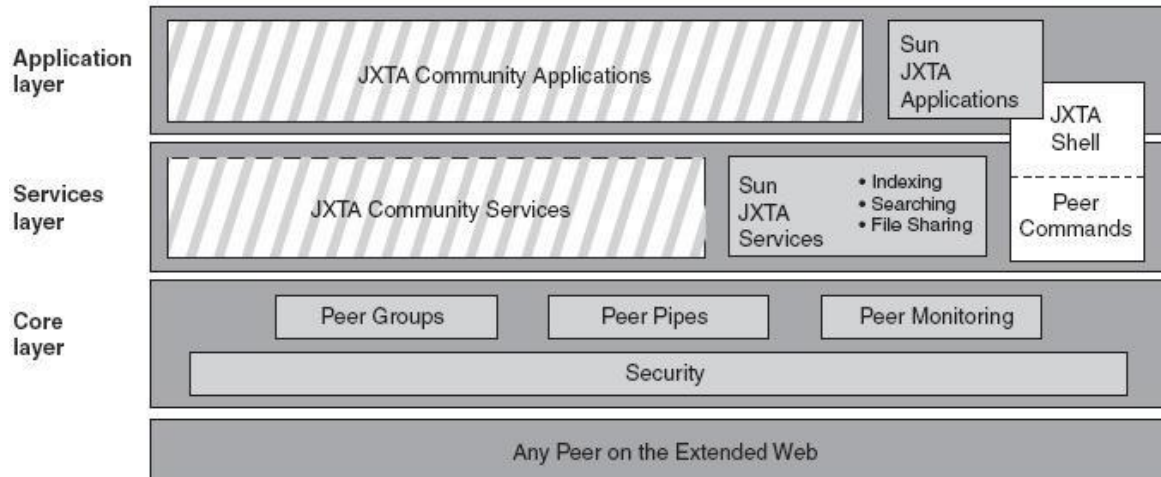 Application
layer
JXTA Community Applications
Sun
JXTA
Applications
JXTA
Shell
Services
layer
JXTA Community Services
Sun
JXTA
Services
• Indexing
• Searching
• File Sharing
Peer
Commands
Core
layer
Peer Groups
Peer Pipes
Peer Monitoring
Security
Any Peer on the Extended Web